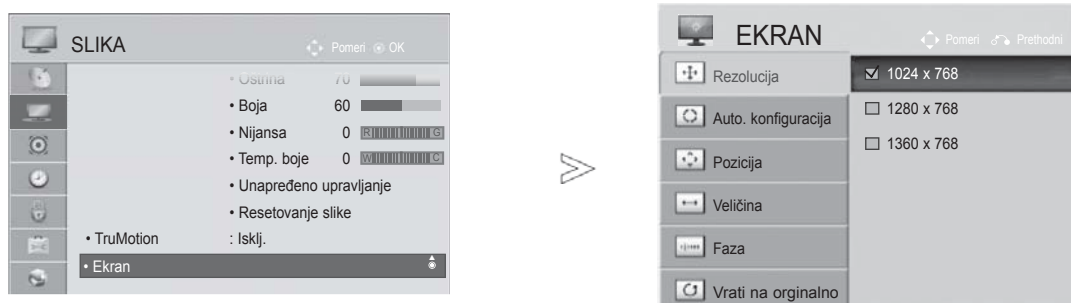 SLIKA
Pomeri OK
• Oštrina 70
• Boja 60
• Nijansa 0 R G
• Temp. boje 0 W C
• Unapređeno upravljanje
• Resetovanje slike
• TruMotion : Isklj.
• Ekran
EKRAN
Pomeri Prethodni
Rezolucija
1024 x 768
Auto. konfiguracija
1280 x 768
1360 x 768
Pozicija
Veličina
Faza
Vrati na orginalno